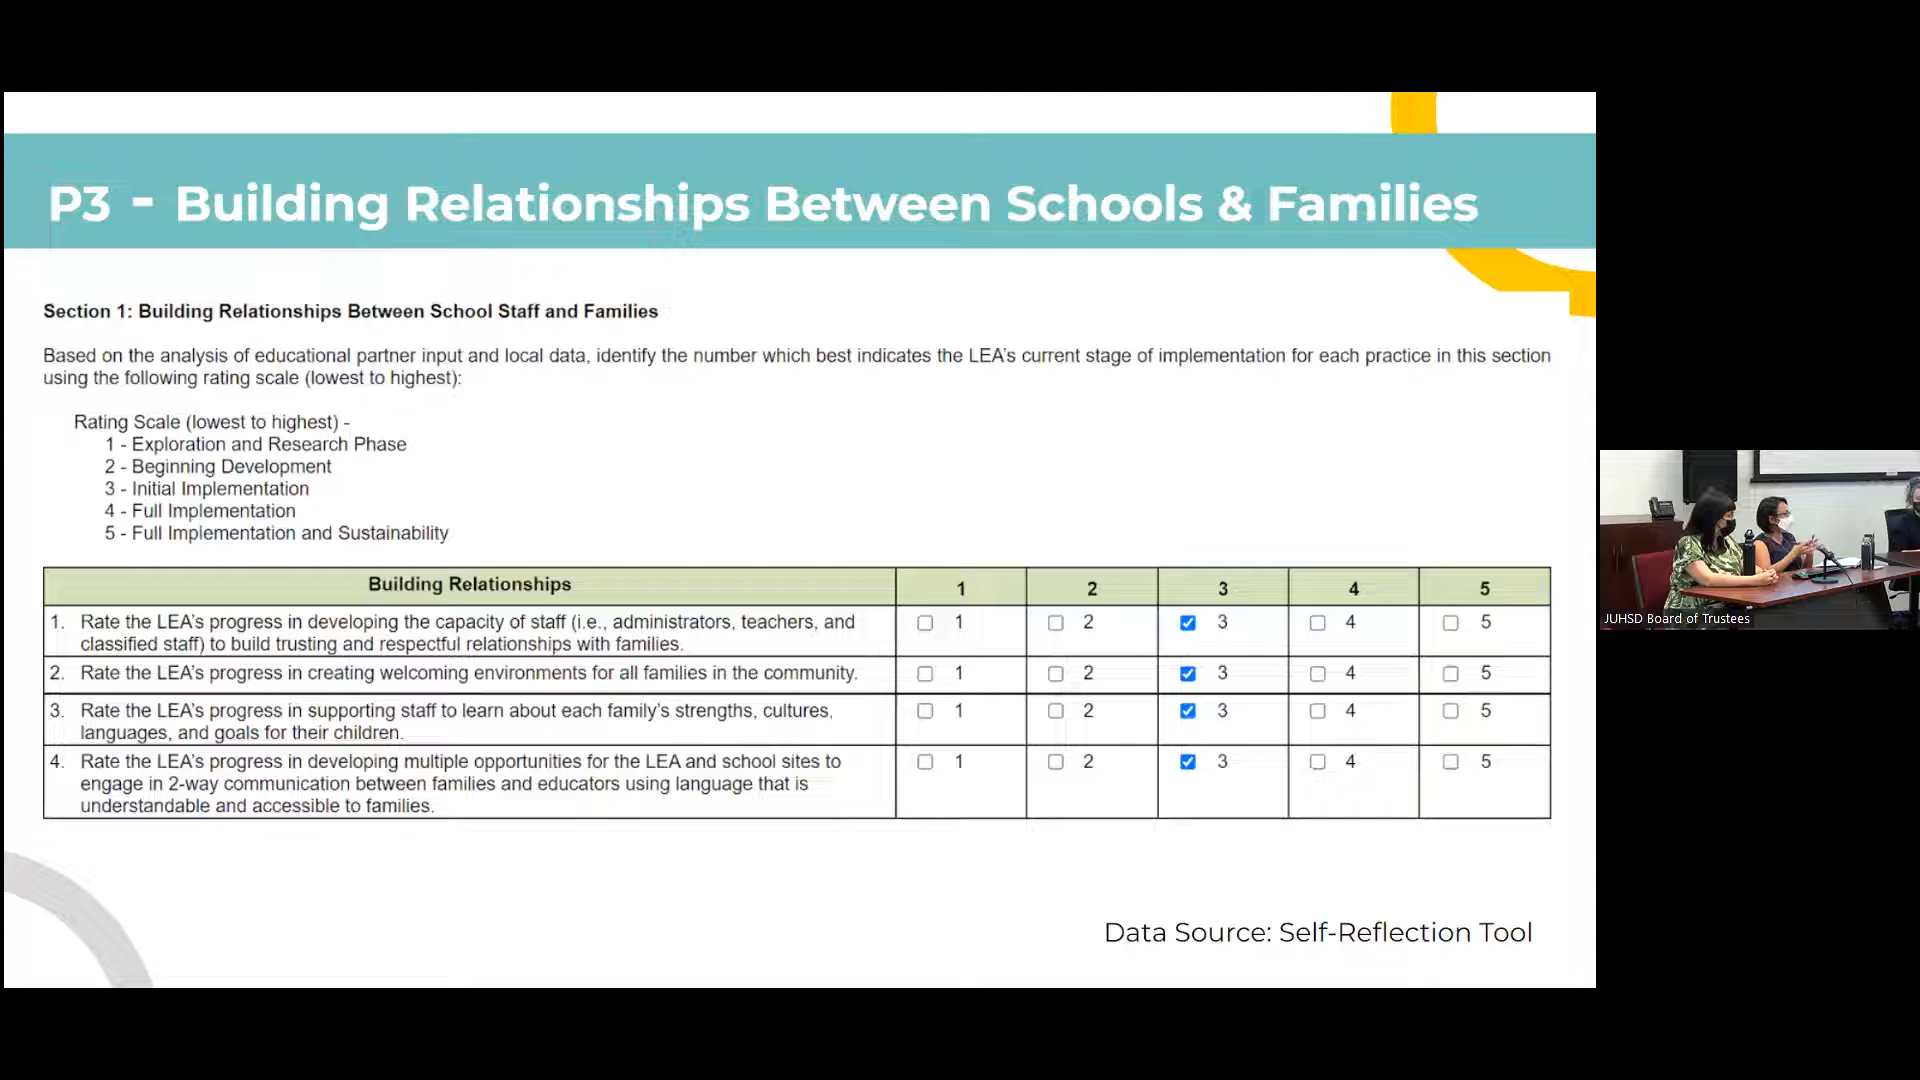 P3 - Building Relationships Between Schools & Families
Section 1: Building Relationships Between School Staff and Families
Based on the analysis of educational partner input and local data, identify the number which best indicates the LEA's current stage of implementation for each practice in this section
using the following rating scale (lowest to highest):
Rating Scale (lowest to highest) -
1 - Exploration and Research Phase
2 - Beginning Development
3 - Initial Implementation
4 - Full Implementation
5 - Full Implementation and Sustainability
Building Relationships 1 2 3 4 5
1. Rate the LEA's progress in developing the capacity of staff (i.e., administrators, teachers, and
classified staff) to build trusting and respectful relationships with families.
1 2 3 4 5
2. Rate the LEA's progress in creating welcoming environments for all families in the community.
1 2 3 4 5
3. Rate the LEA's progress in supporting staff to learn about each family's strengths, cultures,
languages, and goals for their children.
1 2 3 4 5
4. Rate the LEA's progress in developing multiple opportunities for the LEA and school sites to
engage in 2-way communication between families and educators using language that is
understandable and accessible to families.
1 2 3 4 5
Data Source: Self-Reflection Tool
JUHSD Board of Trustees